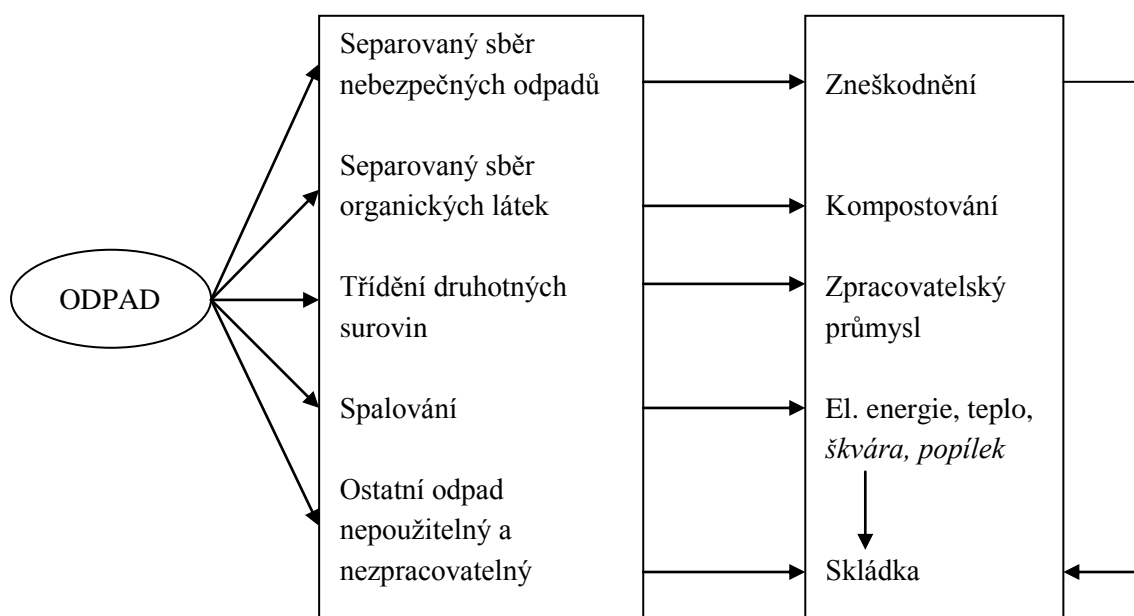 ODPAD
Separovaný sběr
nebezpečných odpadů
Separovaný sběr
organických látek
Třídění druhotných
surovin
Spalování
Ostatní odpad
nepoužitelný a
nezpracovatelný
Zneškodnění
Kompostování
Zpracovatelský
průmysl
El. energie, teplo,
škvára, popílek
Skládka